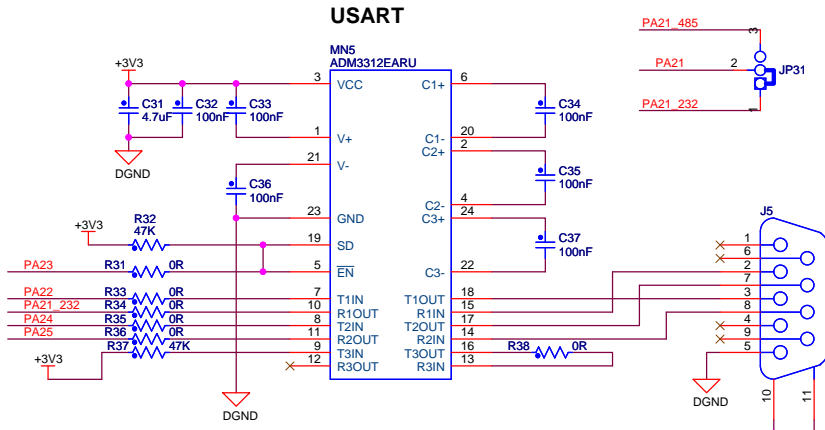 USART
PA21_485
3
MN5
ADM3312EARU
+3V3
PA21
2
JP31
3
VCC
C1+
6
C31
4.7uF
C32
100nF
C33
100nF
C34
100nF
PA21_232
1
1
V+
C1-
20
C2+
2
21
V-
DGND
C35
100nF
C36
100nF
C2-
4
C3+
24
23
GND
J5
R32
47K
+3V3
19
SD
C37
100nF
1
6
PA23
R31
0R
5
EN
C3-
22
2
7
PA22
R33
0R
7
T1IN
T1OUT
18
3
PA21_232
R34
0R
10
R1OUT
R1IN
15
8
PA24
R35
0R
8
T2IN
T2OUT
17
4
PA25
R36
0R
11
R2OUT
R2IN
14
9
R37
47K
9
T3IN
T3OUT
16
R38
0R
5
+3V3
12
R3OUT
R3IN
13
DGND
DGND
10
11